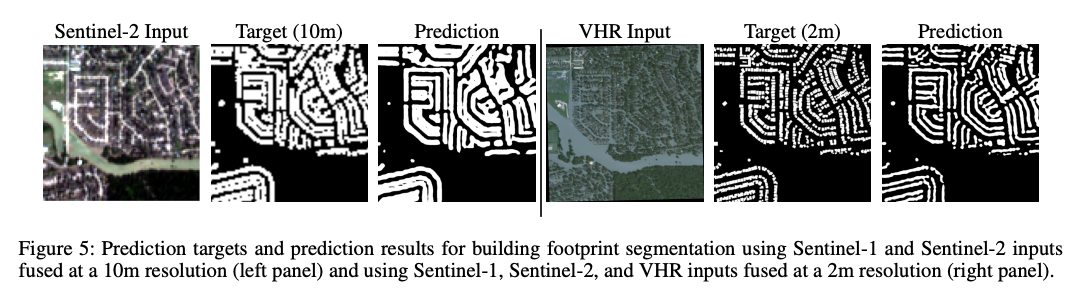 Sentinel-2 Input Target (10m) Prediction VHR Input Target (2m) Prediction
Figure 5: Prediction targets and prediction results for building footprint segmentation using Sentinel-1 and Sentinel-2 inputs
fused at a 10m resolution (left panel) and using Sentinel-1, Sentinel-2, and VHR inputs fused at a 2m resolution (right panel).